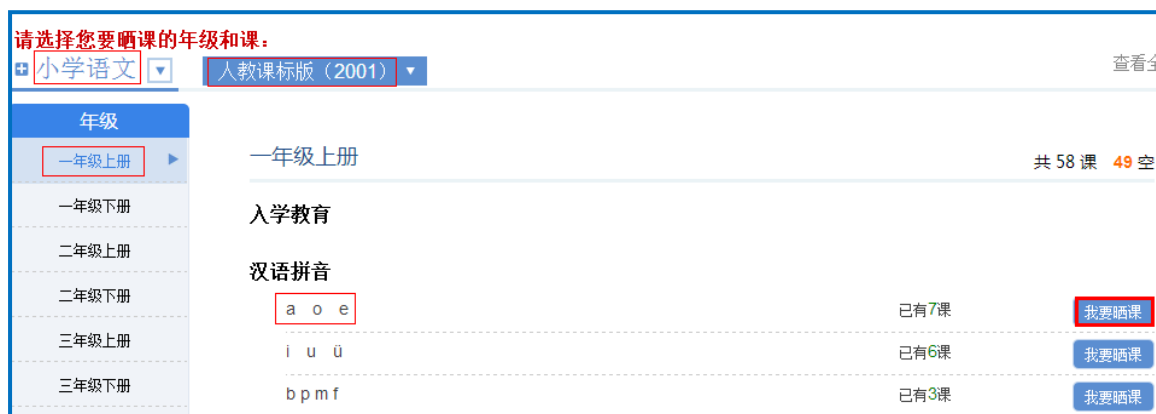 请选择您要晒课的年级和课：
小学语文 人教课标版（2001） 查看
年级
一年级上册
一年级下册
二年级上册
二年级下册
三年级上册
三年级下册
一年级上册 共 58 课 49 空
入学教育
汉语拼音
a o e 已有7课 我要晒课
i u ü 已有6课 我要晒课
b p m f 已有3课 我要晒课